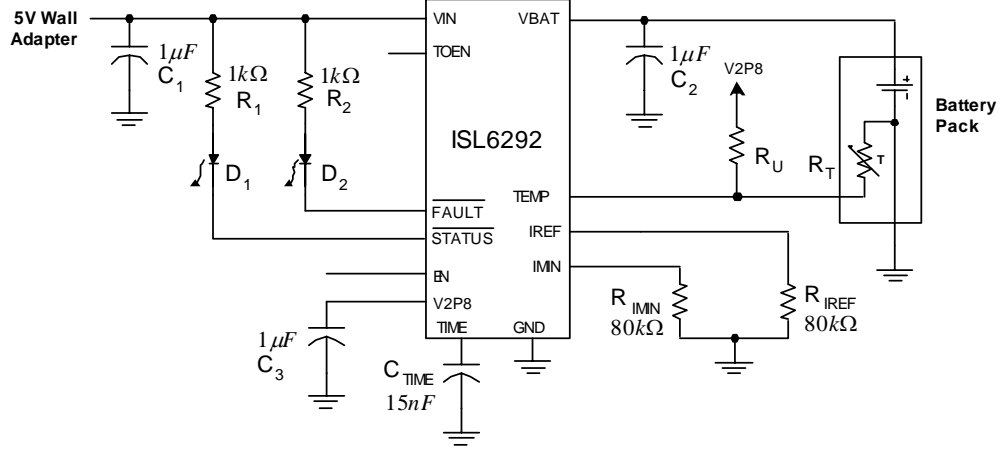 5V Wall
Adapter
VIN
VBAT
TOEN
1μF
C1
1kΩ
R1
1kΩ
R2
1μF
C2
V2P8
RU
RT
T
+
Battery
Pack
ISL6292
D1
D2
TEMP
FAULT
STATUS
IREF
IMIN
EN
V2P8
TIME
GND
1μF
C3
CTIME
15nF
RIMIN
80kΩ
RIREF
80kΩ